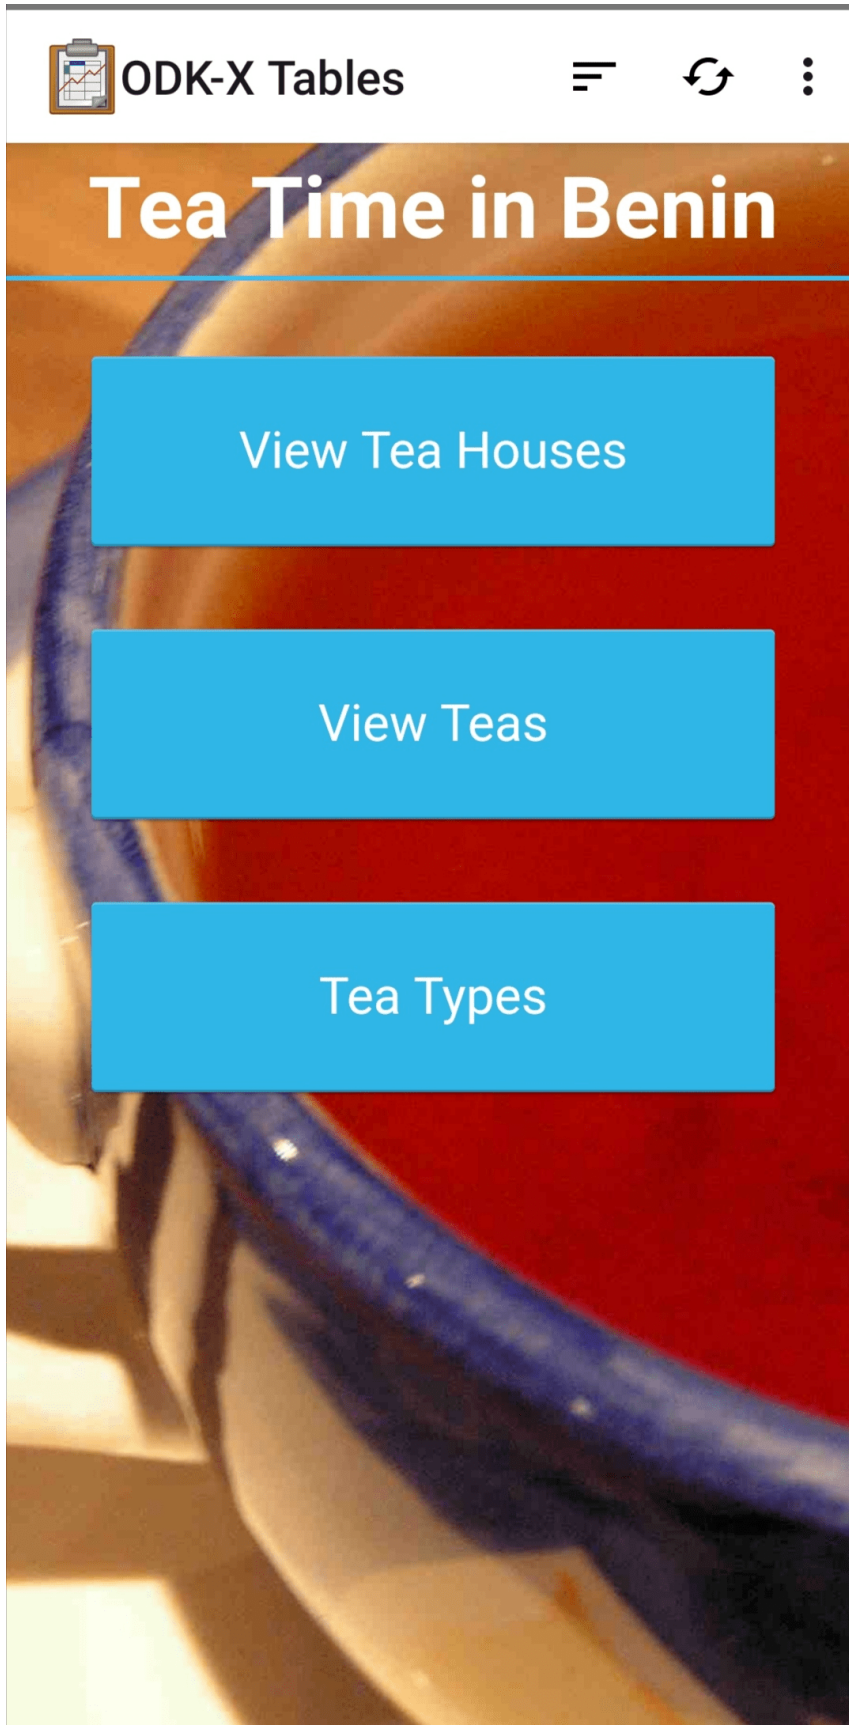 ODK-X Tables
Tea Time in Benin
View Tea Houses
View Teas
Tea Types